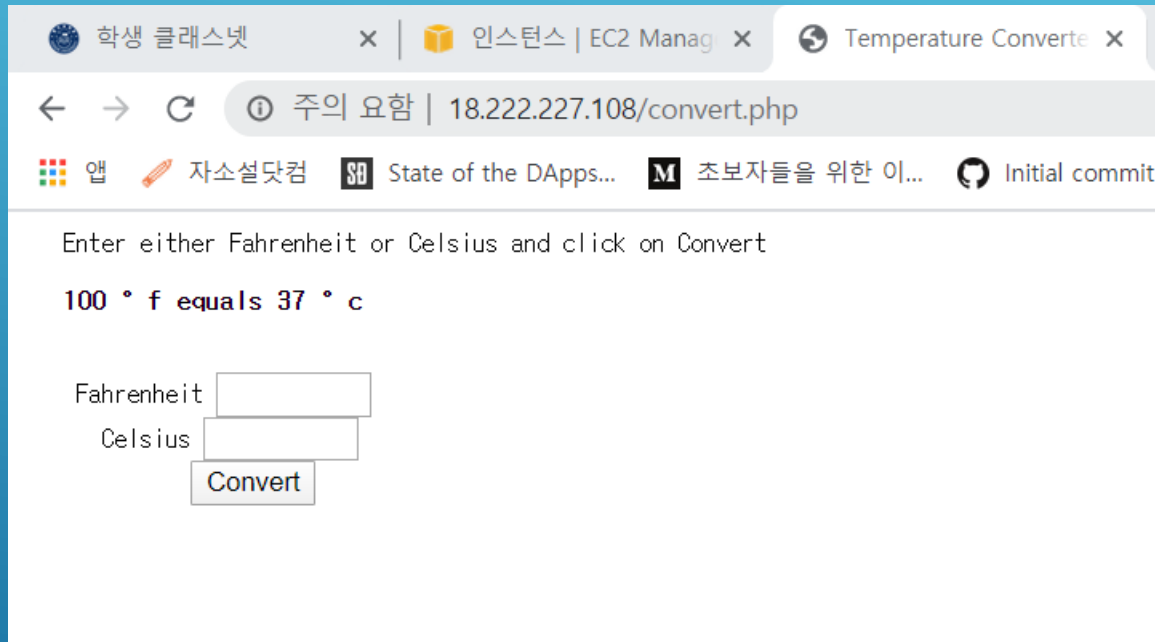 학생 클래스넷
인스턴스 | EC2 Manag
Temperature Converte
주의 요함 | 18.222.227.108/convert.php
앱 자소설닷컴 SD State of the DApps... M 초보자들을 위한 이... Initial commit
Enter either Fahrenheit or Celsius and click on Convert
100 ° f equals 37 ° c
Fahrenheit
Celsius
Convert